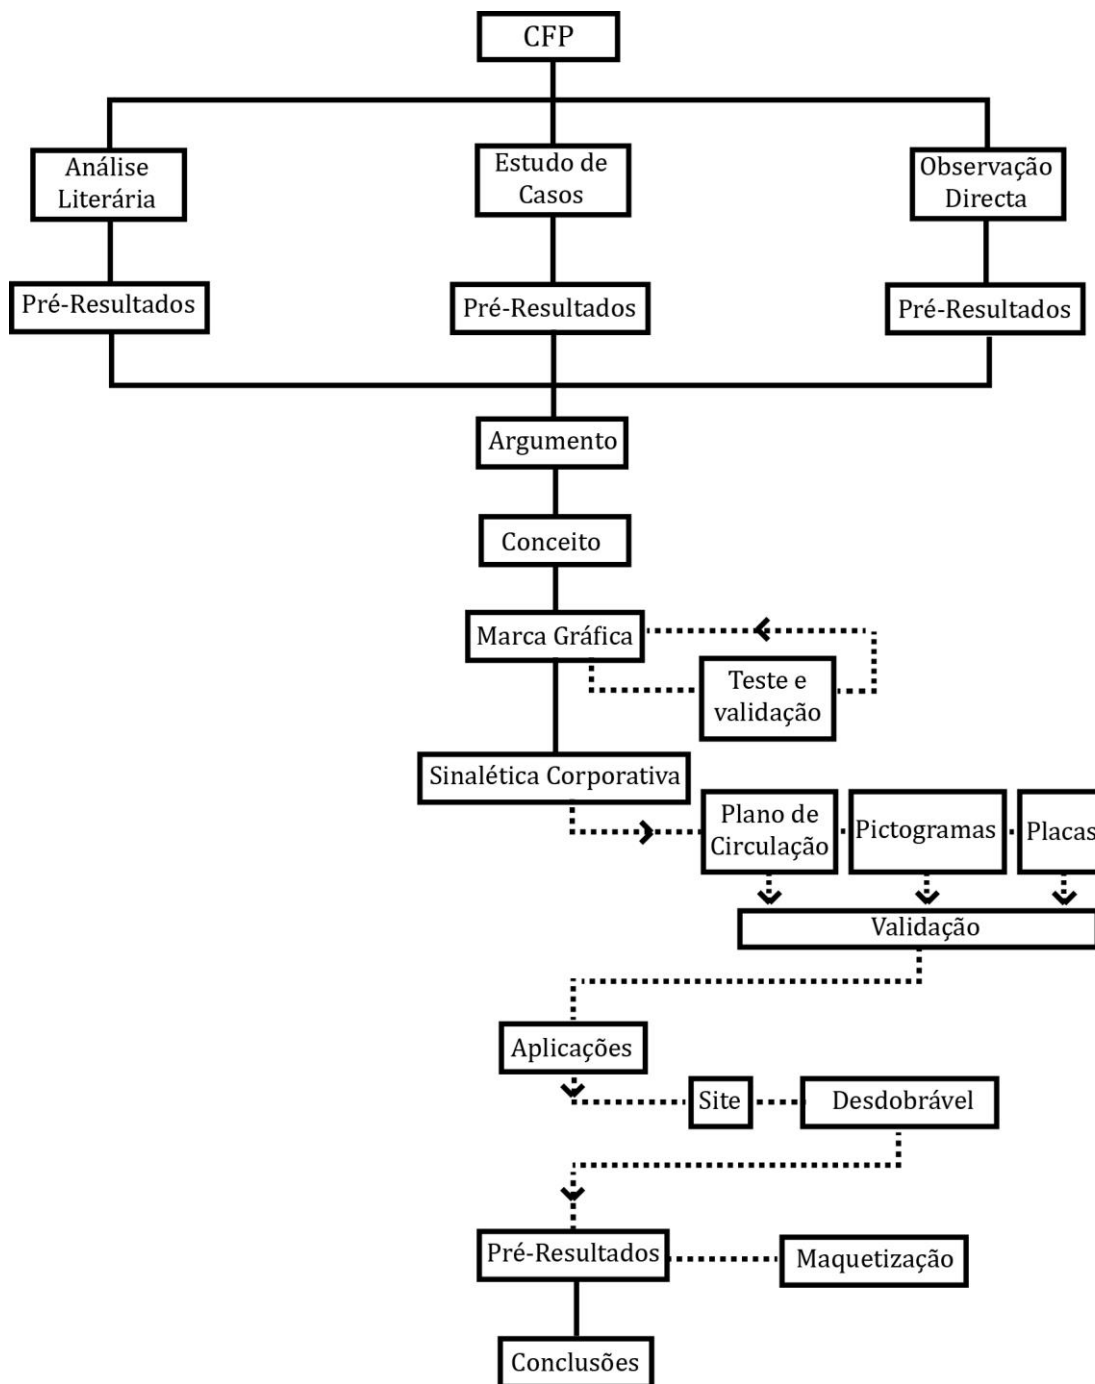 CFP
Análise
Literária
Estudo de
Casos
Observação
Directa
Pré-Resultados
Pré-Resultados
Pré-Resultados
Argumento
Conceito
Marca Gráfica
Teste e
validação
Sinalética Corporativa
Plano de
Circulação
Pictogramas
Placas
Validação
Aplicações
Site
Desdobrável
Pré-Resultados
Maquetização
Conclusões